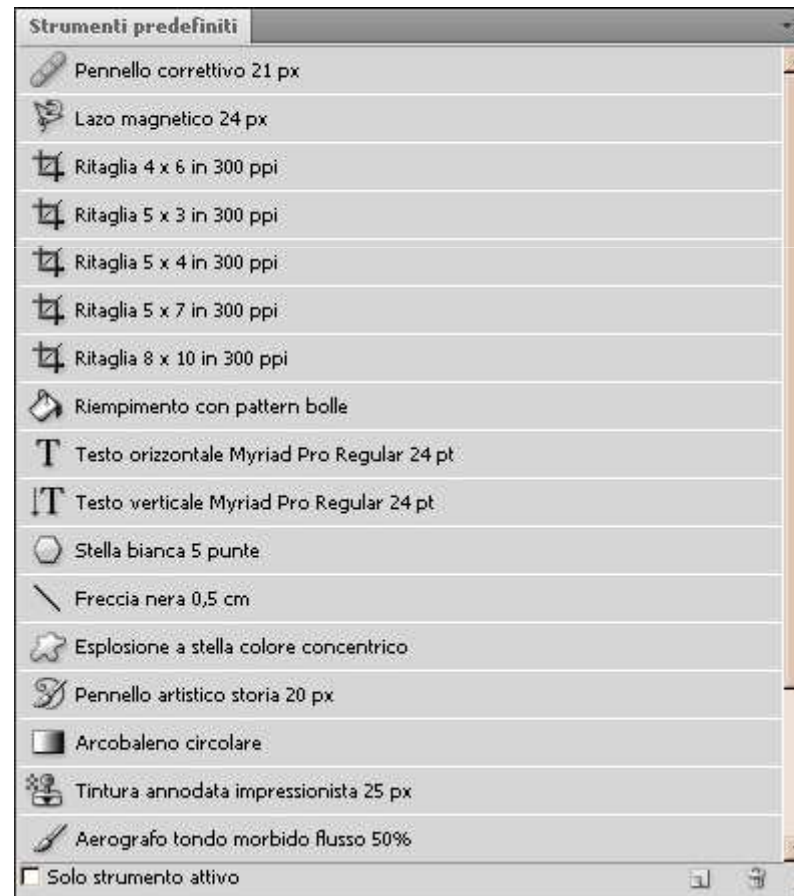 Strumenti predefiniti
Pennello correttivo 21 px
Lazo magnetico 24 px
Ritaglia 4 x 6 in 300 ppi
Ritaglia 5 x 3 in 300 ppi
Ritaglia 5 x 4 in 300 ppi
Ritaglia 5 x 7 in 300 ppi
Ritaglia 8 x 10 in 300 ppi
Riempimento con pattern bolle
Testo orizzontale Myriad Pro Regular 24 pt
Testo verticale Myriad Pro Regular 24 pt
Stella bianca 5 punte
Freccia nera 0,5 cm
Esplosione a stella colore concentrico
Pennello artistico storia 20 px
Arcobaleno circolare
Tintura annodata impressionista 25 px
Aerografo tondo morbido flusso 50%
Solo strumento attivo